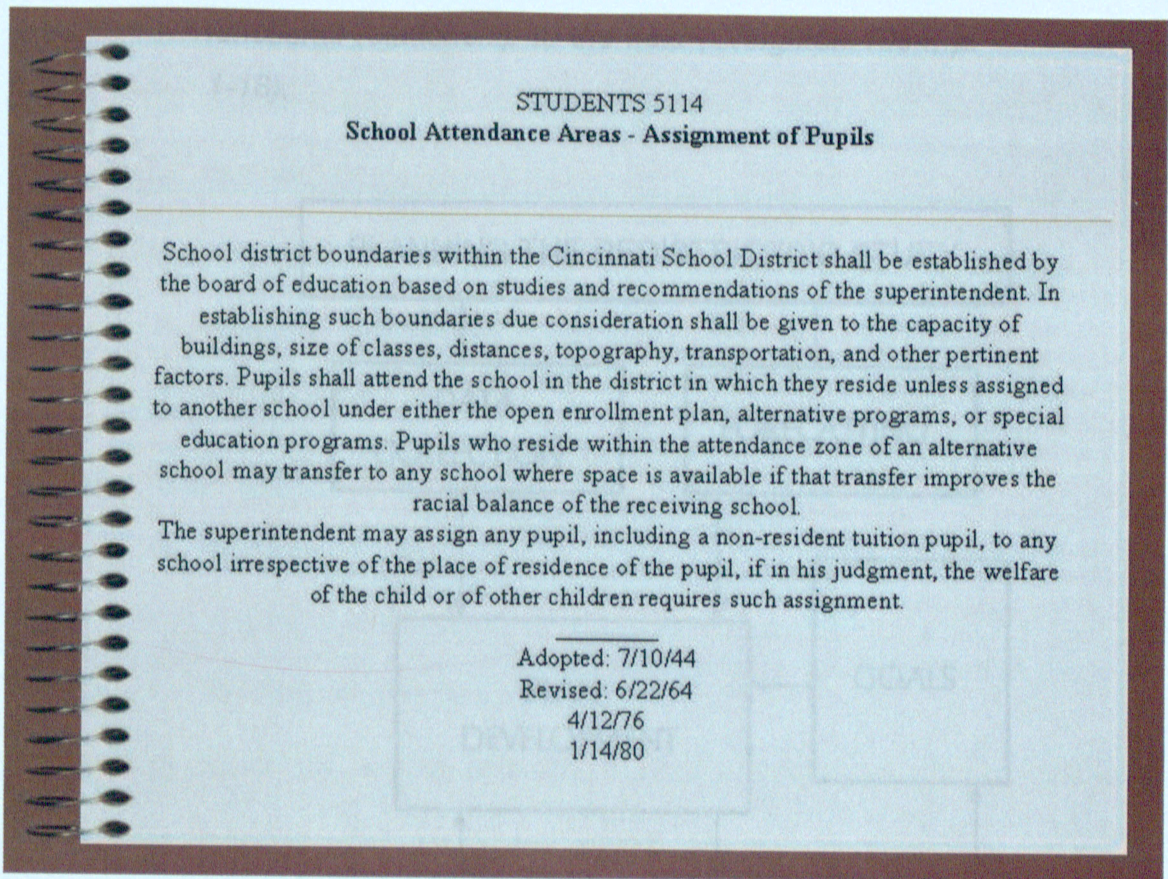 STUDENTS 5114
School Attendance Areas - Assignment of Pupils
School district boundaries within the Cincinnati School District shall be established by
the board of education based on studies and recommendations of the superintendent. In
establishing such boundaries due consideration shall be given to the capacity of
buildings, size of classes, distances, topography, transportation, and other pertinent
factors. Pupils shall attend the school in the district in which they reside unless assigned
to another school under either the open enrollment plan, alternative programs, or special
education programs. Pupils who reside within the attendance zone of an alternative
school may transfer to any school where space is available if that transfer improves the
racial balance of the receiving school.
The superintendent may assign any pupil, including a non-resident tuition pupil, to any
school irrespective of the place of residence of the pupil, if in his judgment, the welfare
of the child or of other children requires such assignment.
Adopted: 7/10/44
Revised: 6/22/64
4/12/76
1/14/80